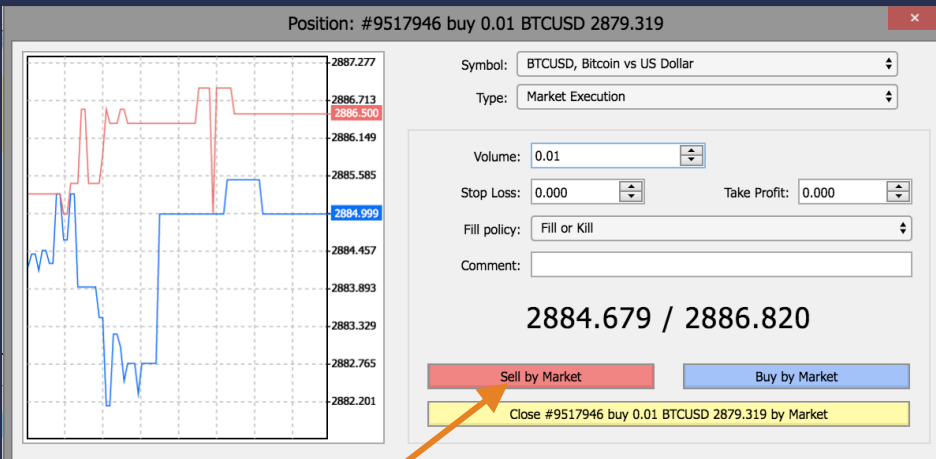 Position: #9517946 buy 0.01 BTCUSD 2879.319
×
2887.277
2886.713
2886.500
2886.149
2885.585
2884.999
2884.457
2883.893
2883.329
2882.765
2882.201
Symbol: BTCUSD, Bitcoin vs US Dollar
Type: Market Execution
Volume: 0.01
Stop Loss: 0.000 Take Profit: 0.000
Fill policy: Fill or Kill
Comment:
2884.679 / 2886.820
Sell by Market Buy by Market
Close #9517946 buy 0.01 BTCUSD 2879.319 by Market